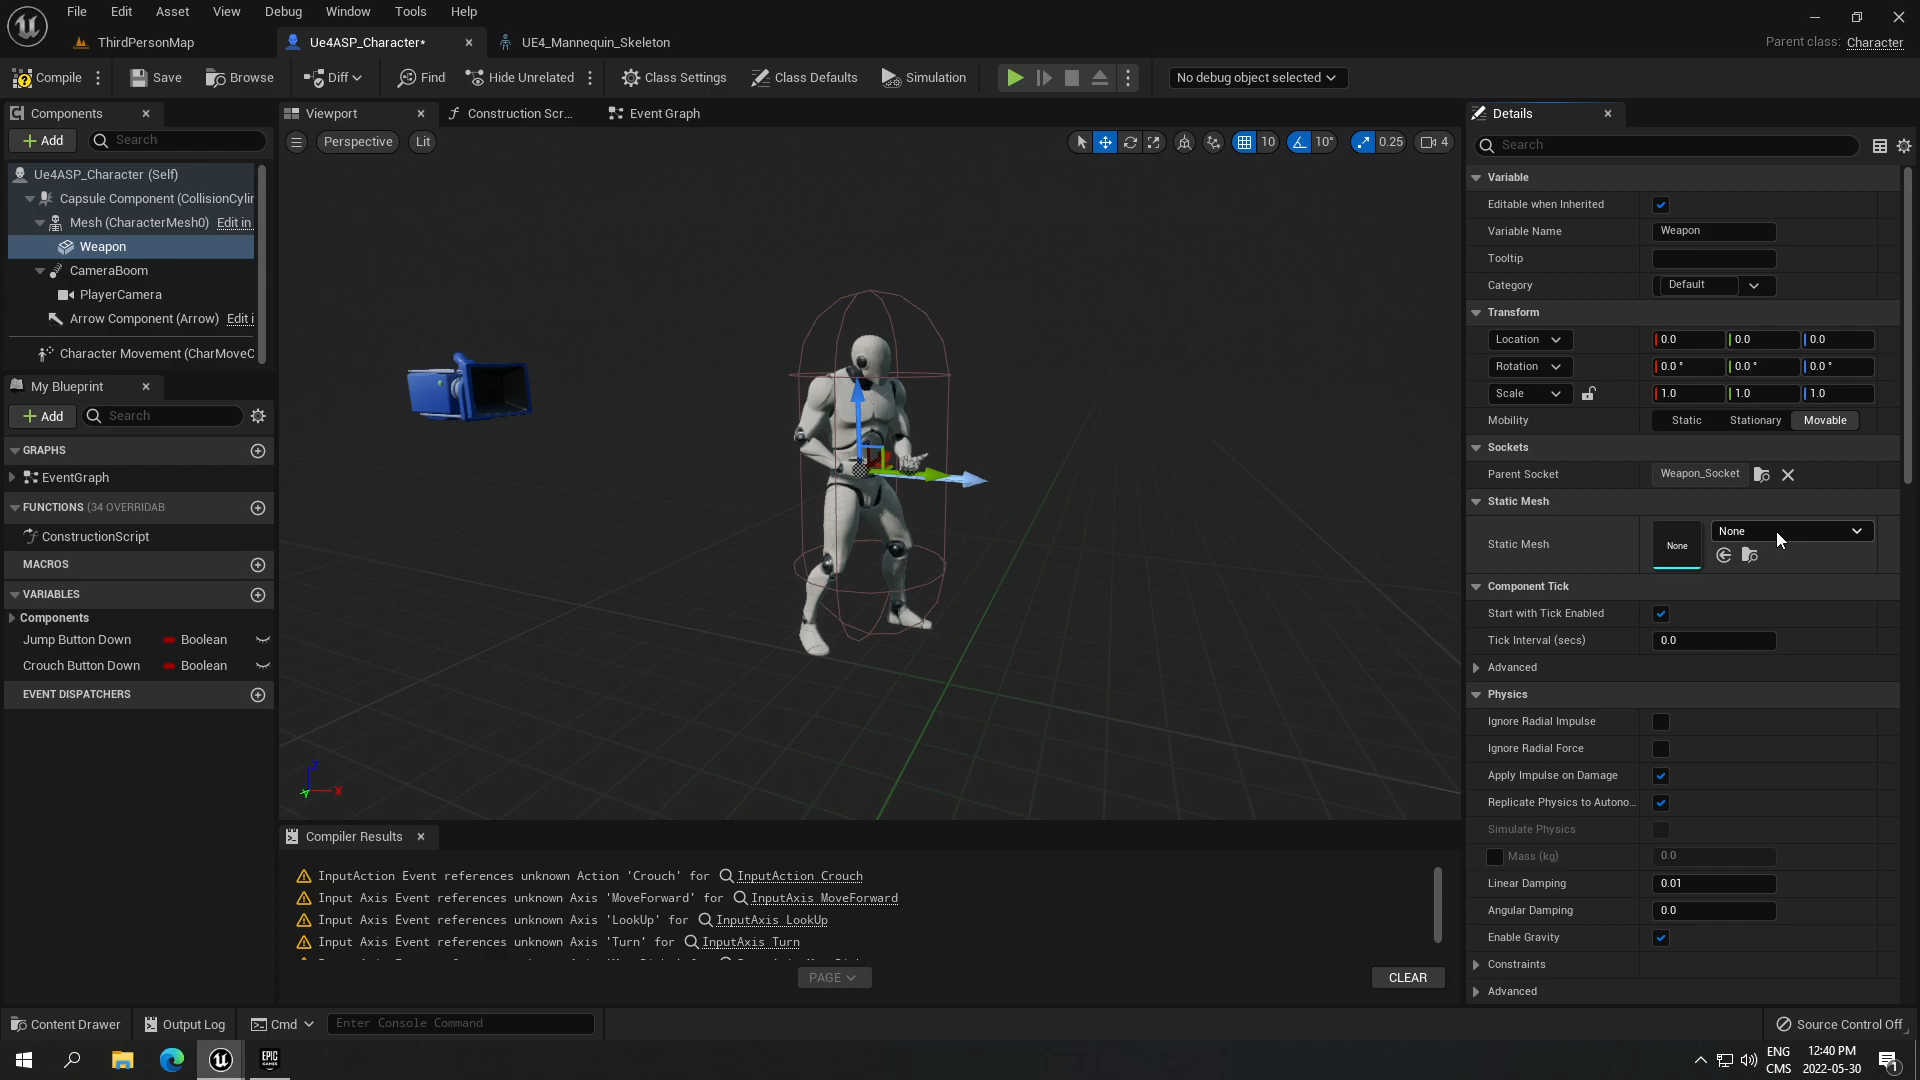 File Edit Asset View Debug Window Tools Help
ThirdPersonMap
Ue4ASP_Character*
UE4_Mannequin_Skeleton
Parent class: Character
Compile
Save
Browse
Diff
Find
Hide Unrelated
Class Settings
Class Defaults
Simulation
No debug object selected
Components
Add
Search
Ue4ASP_Character (Self)
Capsule Component (CollisionCylin
Mesh (CharacterMesh0) Edit in
Weapon
CameraBoom
PlayerCamera
Arrow Component (Arrow) Edit i
Character Movement (CharMoveC
My Blueprint
Add
Search
GRAPHS
EventGraph
FUNCTIONS (34 OVERRIDAB
ConstructionScript
MACROS
VARIABLES
Components
Jump Button Down Boolean
Crouch Button Down Boolean
EVENT DISPATCHERS
Viewport
Construction Scr...
Event Graph
Perspective
Lit
10
10°
0.25
4
Z
X
Y
Compiler Results
InputAction Event references unknown Action 'Crouch' for InputAction Crouch
Input Axis Event references unknown Axis 'MoveForward' for InputAxis MoveForward
Input Axis Event references unknown Axis 'LookUp' for InputAxis LookUp
Input Axis Event references unknown Axis 'Turn' for InputAxis Turn
PAGE
CLEAR
Details
Search
Variable
Editable when Inherited
Variable Name Weapon
Tooltip
Category Default
Transform
Location 0.0 0.0 0.0
Rotation 0.0 ° 0.0 ° 0.0 °
Scale 1.0 1.0 1.0
Mobility Static Stationary Movable
Sockets
Parent Socket Weapon_Socket
Static Mesh
Static Mesh None None
Component Tick
Start with Tick Enabled
Tick Interval (secs) 0.0
Advanced
Physics
Ignore Radial Impulse
Ignore Radial Force
Apply Impulse on Damage
Replicate Physics to Autono...
Simulate Physics
Mass (kg) 0.0
Linear Damping 0.01
Angular Damping 0.0
Enable Gravity
Constraints
Advanced
Content Drawer
Output Log
Cmd
Enter Console Command
Source Control Off
EPIC GAMES
ENG
CMS
12:40 PM
2022-05-30
1